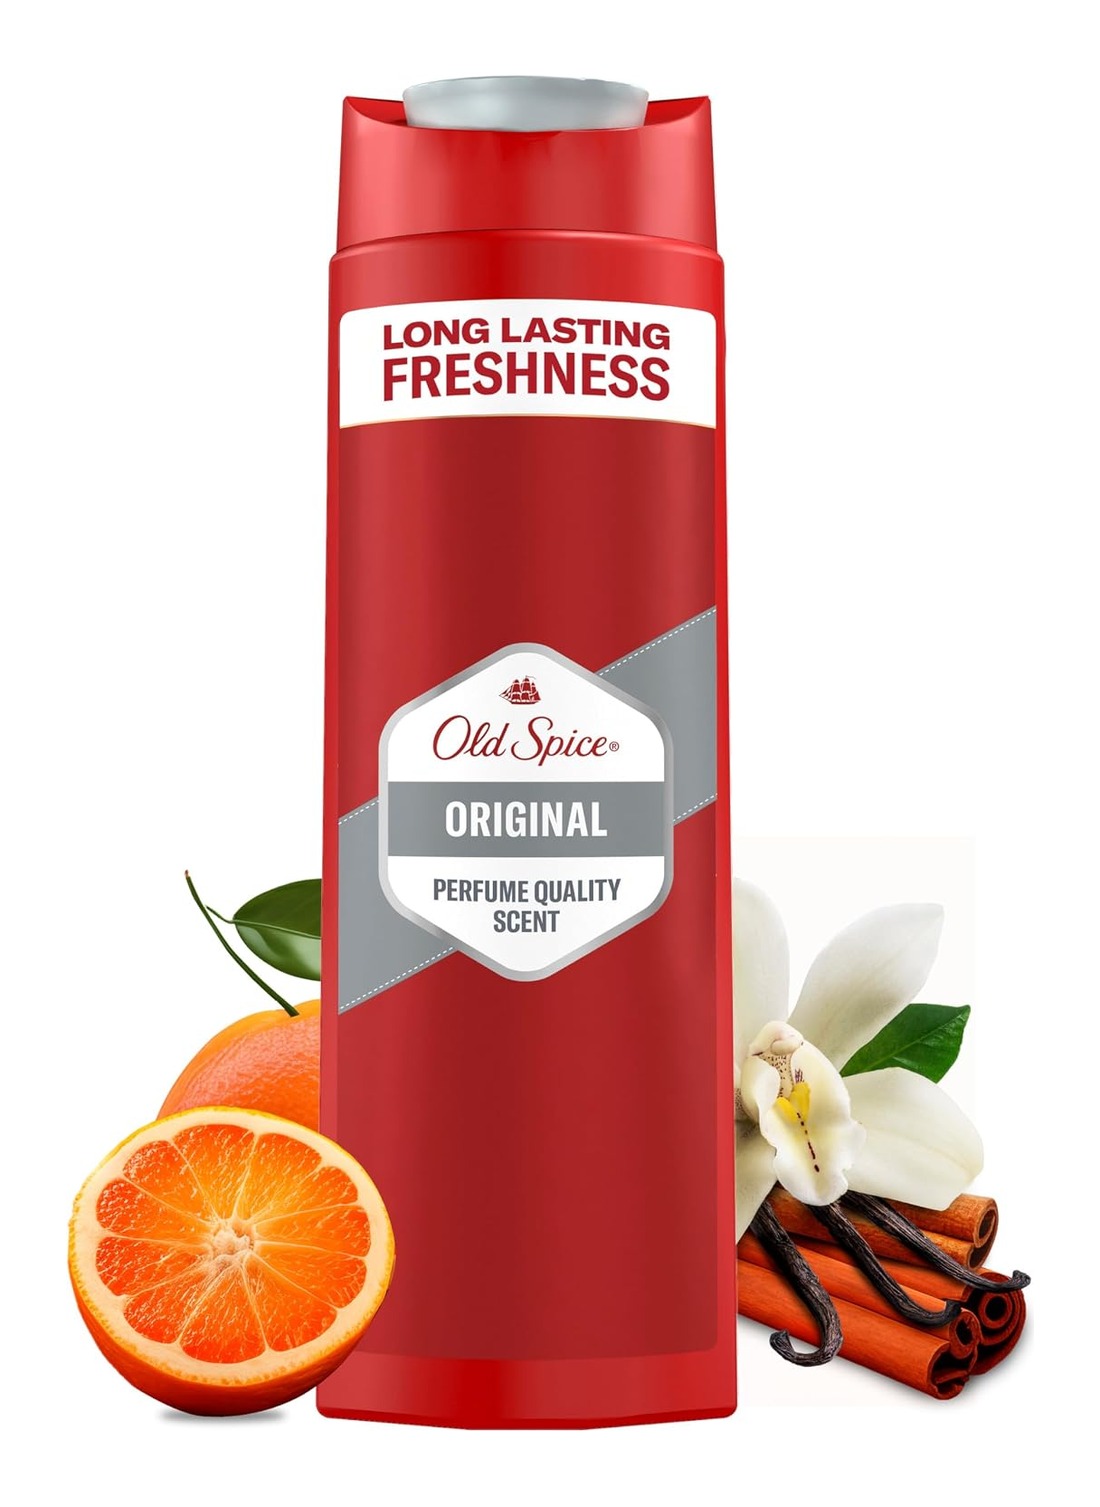 LONG LASTING
FRESHNESS
Old Spice®
ORIGINAL
PERFUME QUALITY
SCENT